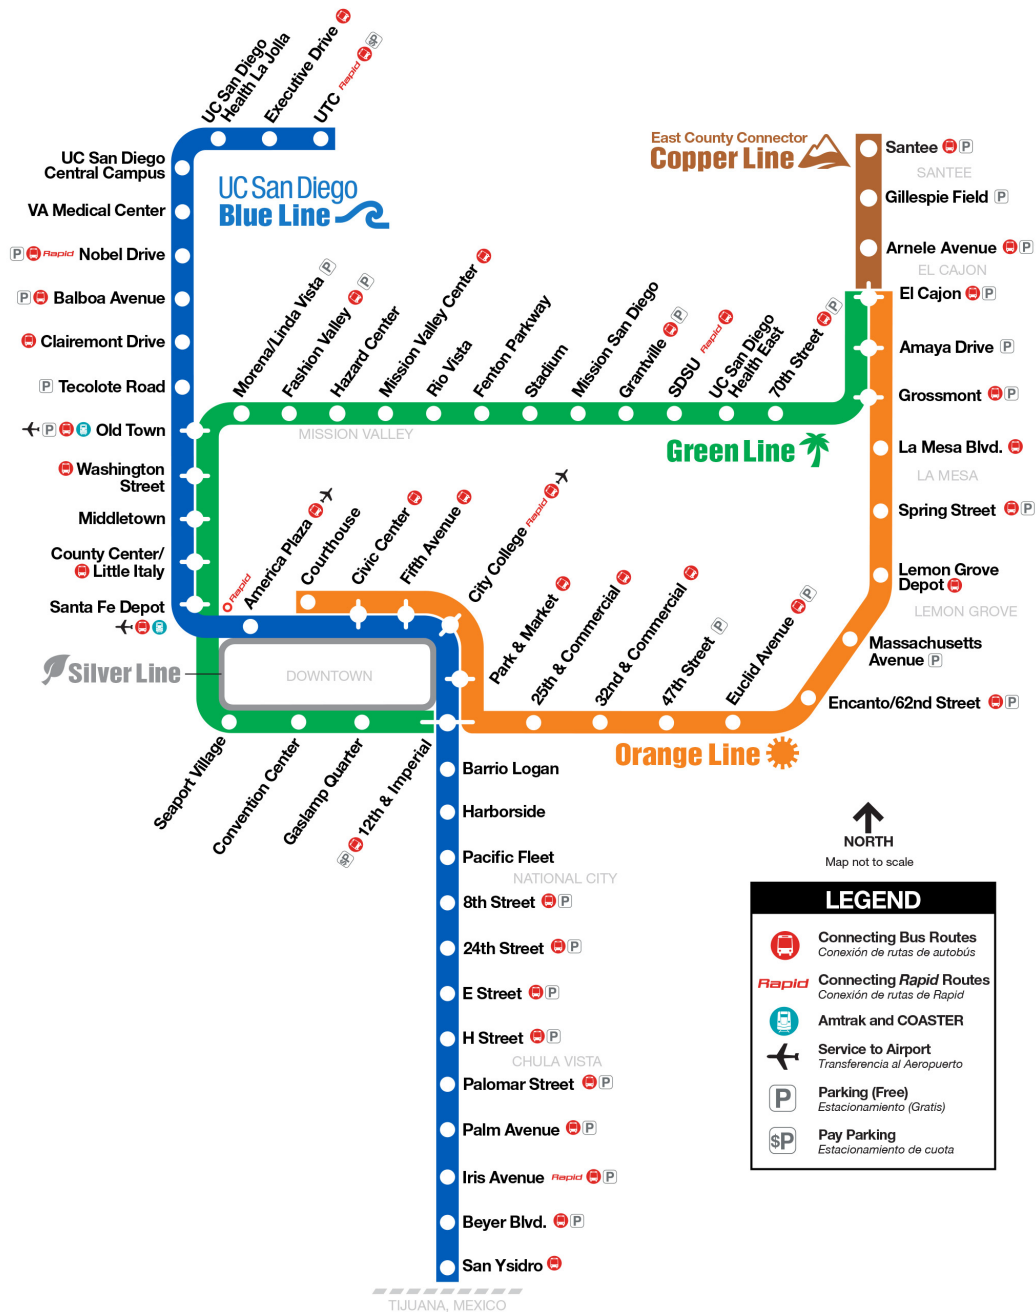 UC San Diego
Health La Jolla
Executive Drive
UTC
Rapid
$P
UC San Diego
Central Campus
VA Medical Center
P
Rapid
Nobel Drive
P
Balboa Avenue
Clairemont Drive
P
Tecolote Road
P
Old Town
Washington
Street
Middletown
County Center/
Little Italy
Santa Fe Depot
UC San Diego
Blue Line
East County Connector
Copper Line
Santee
P
SANTEE
Gillespie Field
P
Arnele Avenue
P
EL CAJON
El Cajon
P
Amaya Drive
P
Grossmont
P
La Mesa Blvd.
LA MESA
Spring Street
P
Lemon Grove
Depot
LEMON GROVE
Massachusetts
Avenue
P
Encanto/62nd Street
P
Morena/Linda Vista
P
Fashion Valley
P
Hazard Center
Mission Valley Center
Rio Vista
Fenton Parkway
Stadium
Mission San Diego
Grantville
P
SDSU
Rapid
UC San Diego
Health East
70th Street
P
MISSION VALLEY
Green Line
Rapid
America Plaza
Courthouse
Civic Center
Fifth Avenue
City College
Rapid
Park & Market
25th & Commercial
32nd & Commercial
47th Street
P
Euclid Avenue
P
Silver Line
DOWNTOWN
Orange Line
Seaport Village
Convention Center
Gaslamp Quarter
$P
12th & Imperial
Barrio Logan
Harborside
Pacific Fleet
NATIONAL CITY
8th Street
P
24th Street
P
E Street
P
H Street
P
CHULA VISTA
Palomar Street
P
Palm Avenue
P
Iris Avenue
Rapid
P
Beyer Blvd.
P
San Ysidro
TIJUANA, MEXICO
NORTH
Map not to scale
LEGEND
Connecting Bus Routes
Conexión de rutas de autobús
Rapid
Connecting Rapid Routes
Conexión de rutas de Rapid
Amtrak and COASTER
Service to Airport
Transferencia al Aeropuerto
P
Parking (Free)
Estacionamiento (Gratis)
$P
Pay Parking
Estacionamiento de cuota